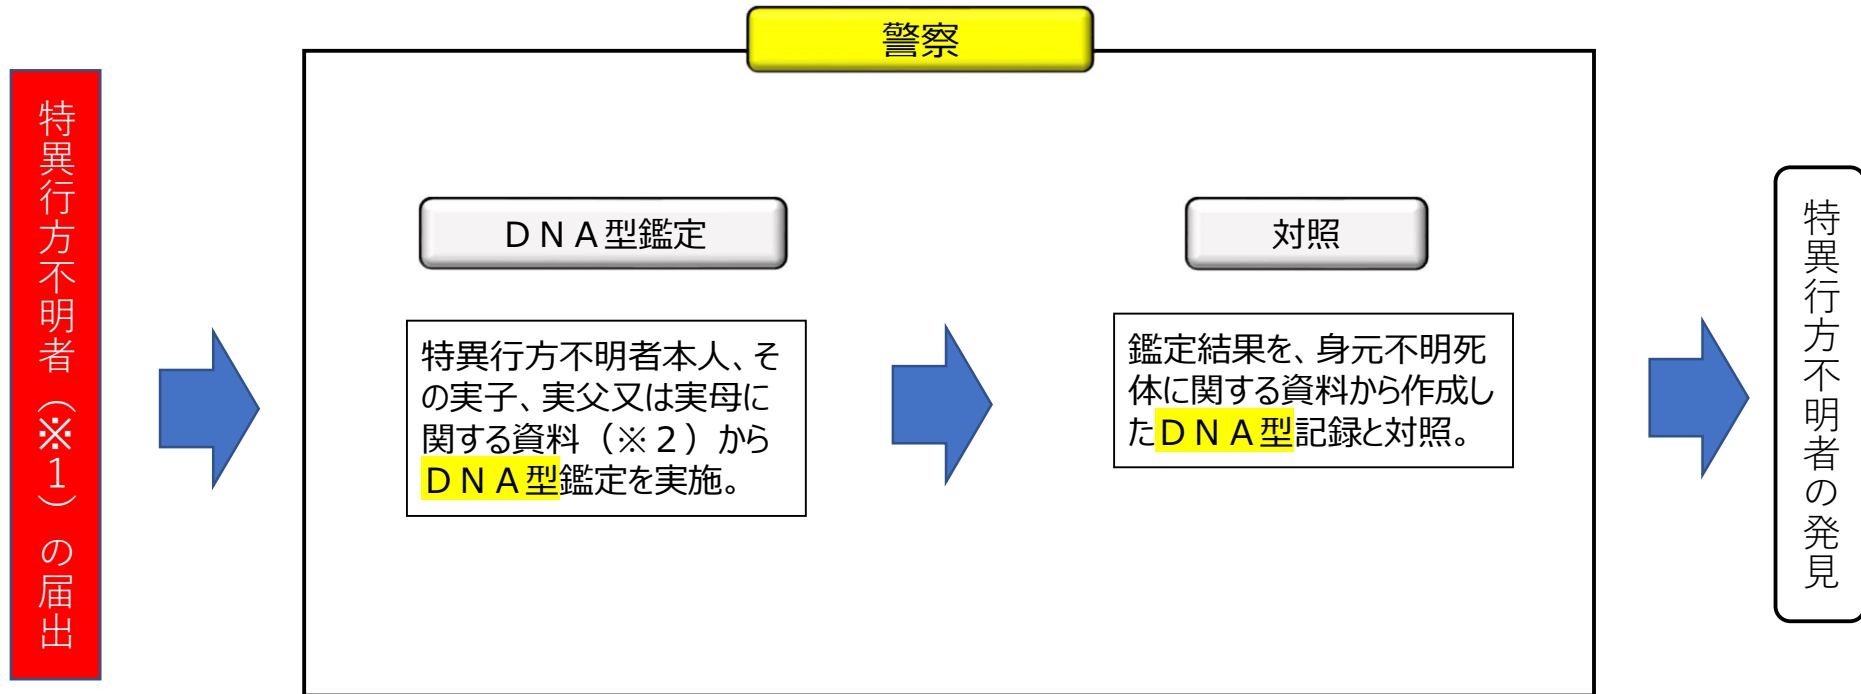 警察
特異行方不明者（※１）の届出
ＤＮＡ型鑑定
特異行方不明者本人、そ
の実子、実父又は実母に
関する資料（※２）から
ＤＮＡ型鑑定を実施。
対照
鑑定結果を、身元不明死
体に関する資料から作成し
たＤＮＡ型記録と対照。
特異行方不明者の発見